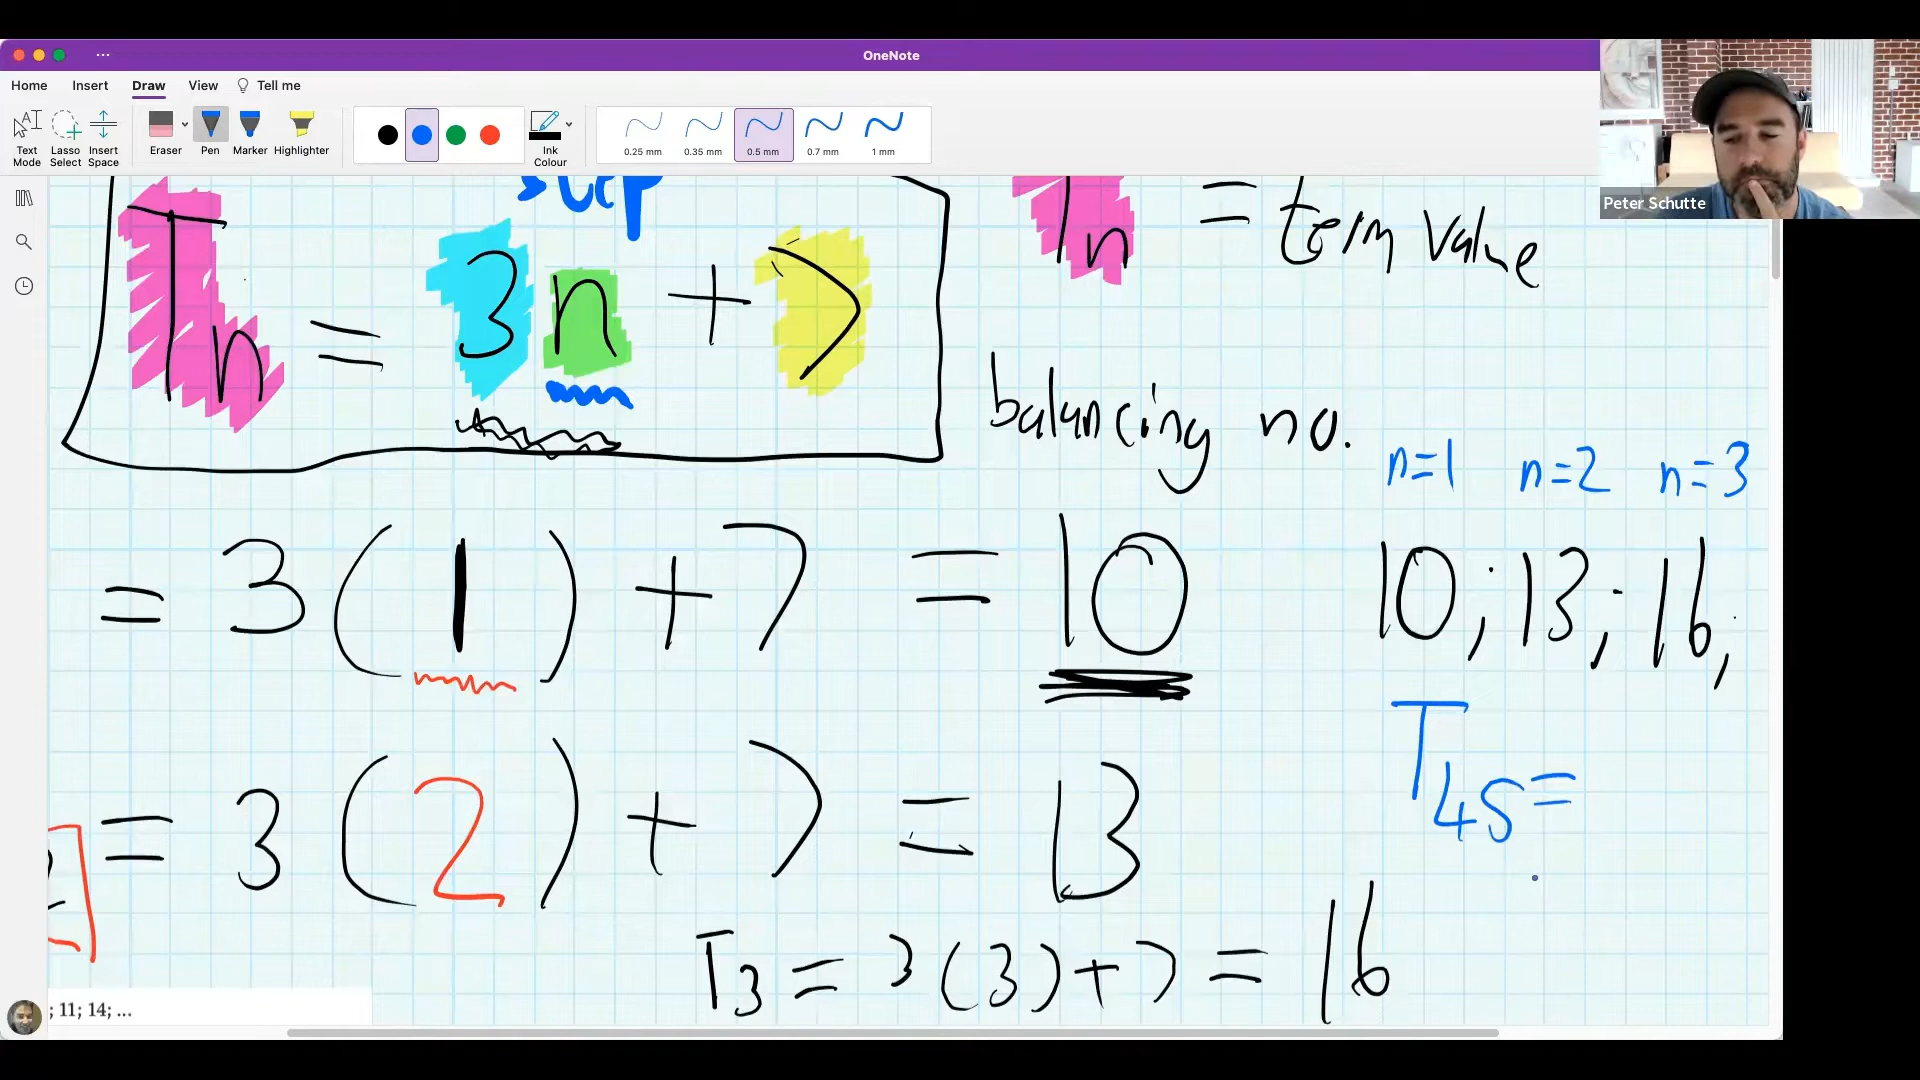 OneNote
Home Insert Draw View Tell me
Text Mode Lasso Select Insert Space Eraser Pen Marker Highlighter Ink Colour 0.25 mm 0.35 mm 0.5 mm 0.7 mm 1 mm
Peter Schutte
step
Tn = 3n + 7
Tn = term value
balancing no.
n=1 n=2 n=3
= 3(1) + 7 = 10
10; 13; 16;
T45=
= 3(2) + 7 = 13
T3 = 3(3) + 7 = 16
; 11; 14; ...